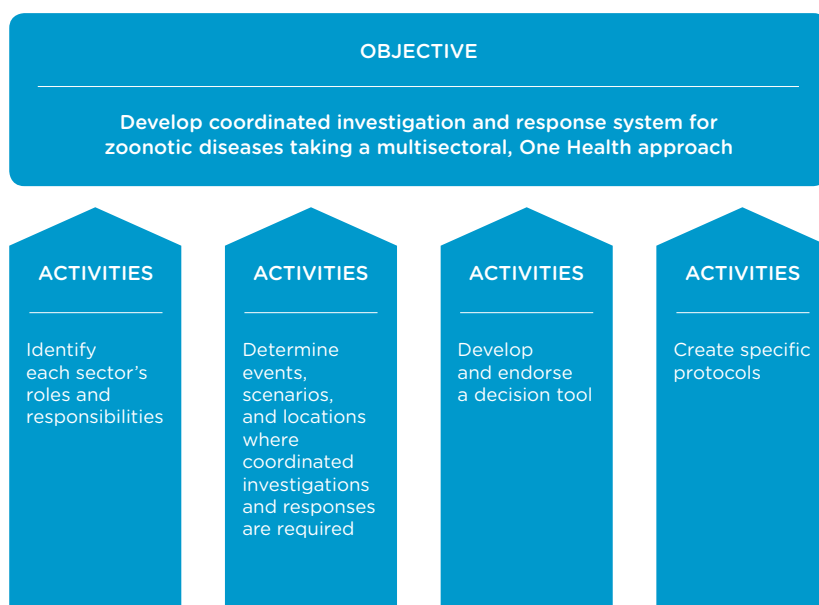 OBJECTIVE
Develop coordinated investigation and response system for
zoonotic diseases taking a multisectoral, One Health approach
ACTIVITIES
Identify
each sector’s
roles and
responsibilities
ACTIVITIES
Determine
events,
scenarios,
and locations
where
coordinated
investigations
and responses
are required
ACTIVITIES
Develop
and endorse
a decision tool
ACTIVITIES
Create specific
protocols